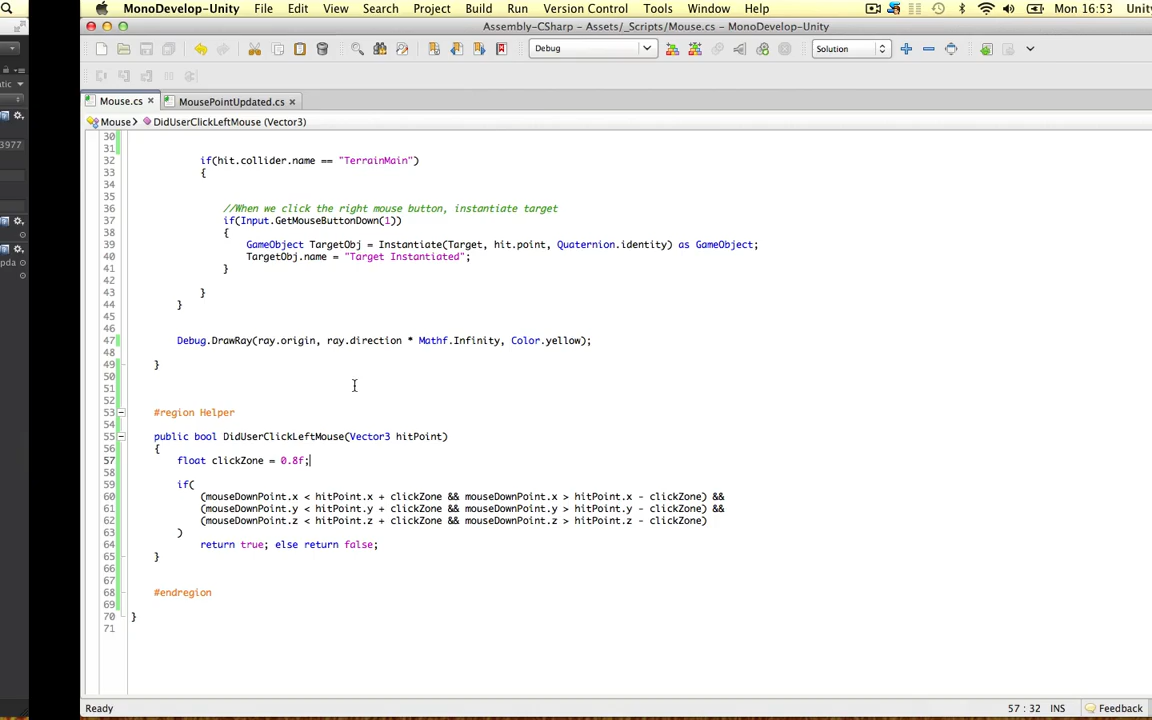 MonoDevelop-Unity File Edit View Search Project Build Run Version Control Tools Window Help Mon 16:53 Unity
Assembly-CSharp – Assets/_Scripts/Mouse.cs – MonoDevelop-Unity
Debug Solution
atic
Mouse.cs × MousePointUpdated.cs ×
3977
Mouse DidUserClickLeftMouse (Vector3)
30
31
32 if(hit.collider.name == "TerrainMain")
33 {
34
35
36 //When we click the right mouse button, instantiate target
37 if(Input.GetMouseButtonDown(1))
38 {
39 GameObject TargetObj = Instantiate(Target, hit.point, Quaternion.identity) as GameObject;
40 TargetObj.name = "Target Instantiated";
41 }
42
43 }
44 }
45
46
47 Debug.DrawRay(ray.origin, ray.direction * Mathf.Infinity, Color.yellow);
48
49 }
50
51
52
53 #region Helper
54
55 public bool DidUserClickLeftMouse(Vector3 hitPoint)
56 {
57 float clickZone = 0.8f;
58
59 if(
60 (mouseDownPoint.x < hitPoint.x + clickZone && mouseDownPoint.x > hitPoint.x - clickZone) &&
61 (mouseDownPoint.y < hitPoint.y + clickZone && mouseDownPoint.y > hitPoint.y - clickZone) &&
62 (mouseDownPoint.z < hitPoint.z + clickZone && mouseDownPoint.z > hitPoint.z - clickZone)
63 )
64 return true; else return false;
65 }
66
67
68 #endregion
69
70 }
71
pda
Ready 57 : 32 INS Feedback